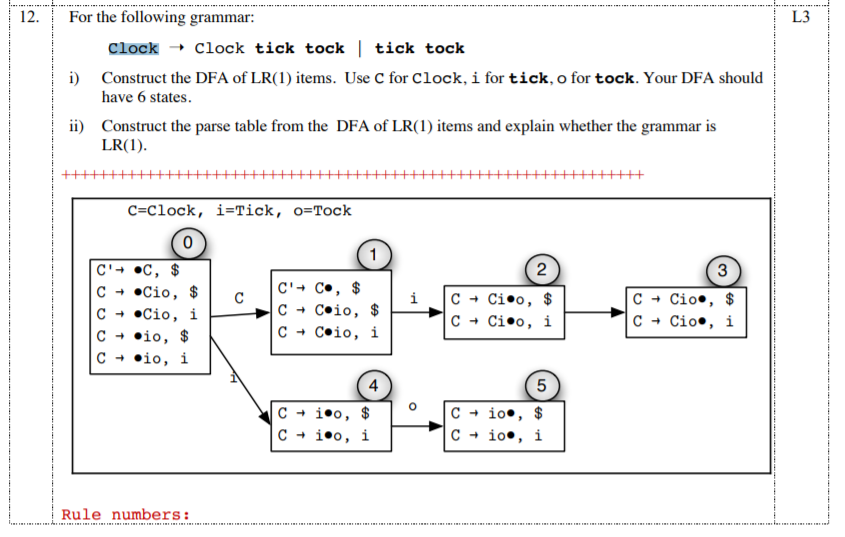 12. For the following grammar: L3
Clock → Clock tick tock | tick tock
i) Construct the DFA of LR(1) items. Use C for Clock, i for tick, o for tock. Your DFA should
have 6 states.
ii) Construct the parse table from the DFA of LR(1) items and explain whether the grammar is
LR(1).
++++++++++++++++++++++++++++++++++++++++++++++++++++++++++++
C=Clock, i=Tick, o=Tock
0
C'→ ●C, $
C → ●Cio, $
C → ●Cio, i
C → ●io, $
C → ●io, i
C
1
C'→ C●, $
C → C●io, $
C → C●io, i
i
2
C → Ci●o, $
C → Ci●o, i
3
C → Cio●, $
C → Cio●, i
i
4
C → i●o, $
C → i●o, i
o
5
C → io●, $
C → io●, i
Rule numbers: